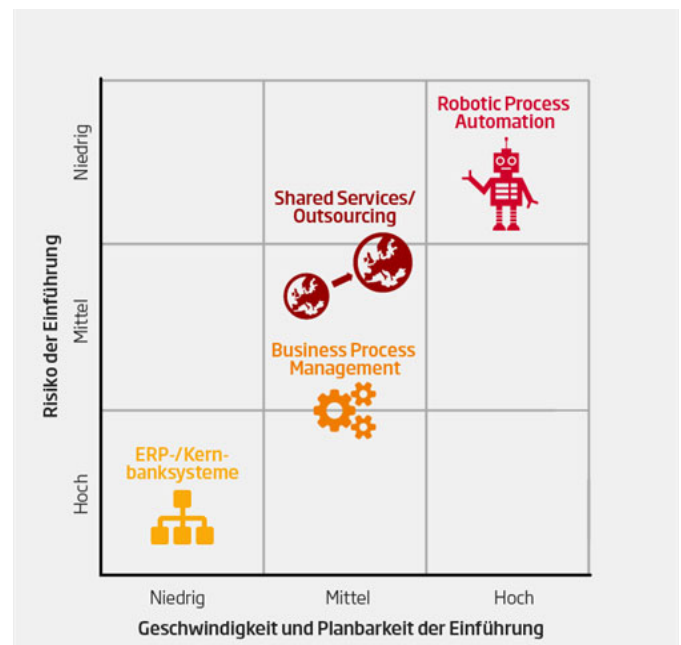 Robotic Process
Automation
Shared Services/
Outsourcing
Business Process
Management
ERP-/Kern-
banksysteme
Risiko der Einführung
Niedrig
Mittel
Hoch
Niedrig
Mittel
Hoch
Geschwindigkeit und Planbarkeit der Einführung